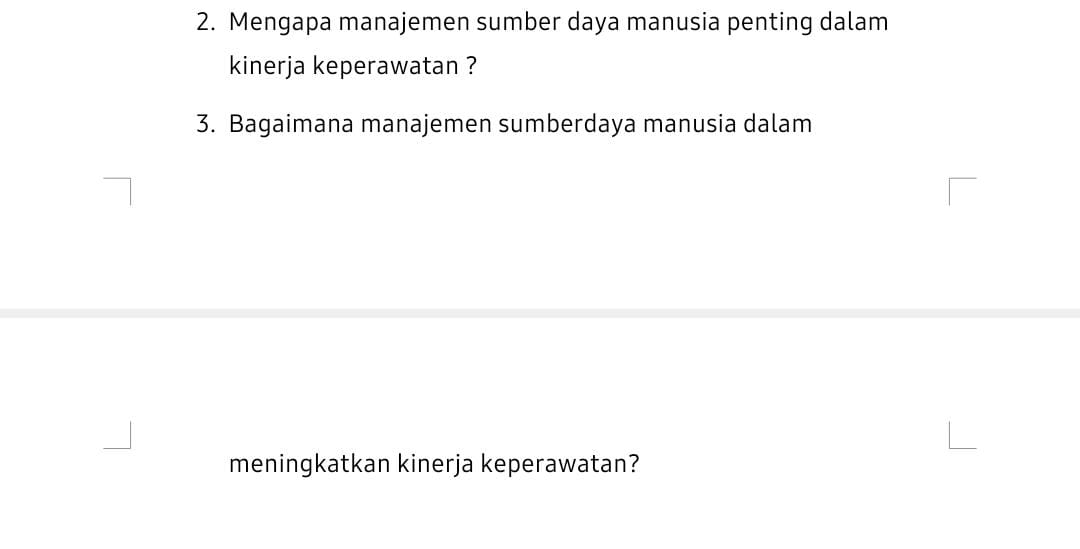 2. Mengapa manajemen sumber daya manusia penting dalam
kinerja keperawatan ?
3. Bagaimana manajemen sumberdaya manusia dalam
meningkatkan kinerja keperawatan?